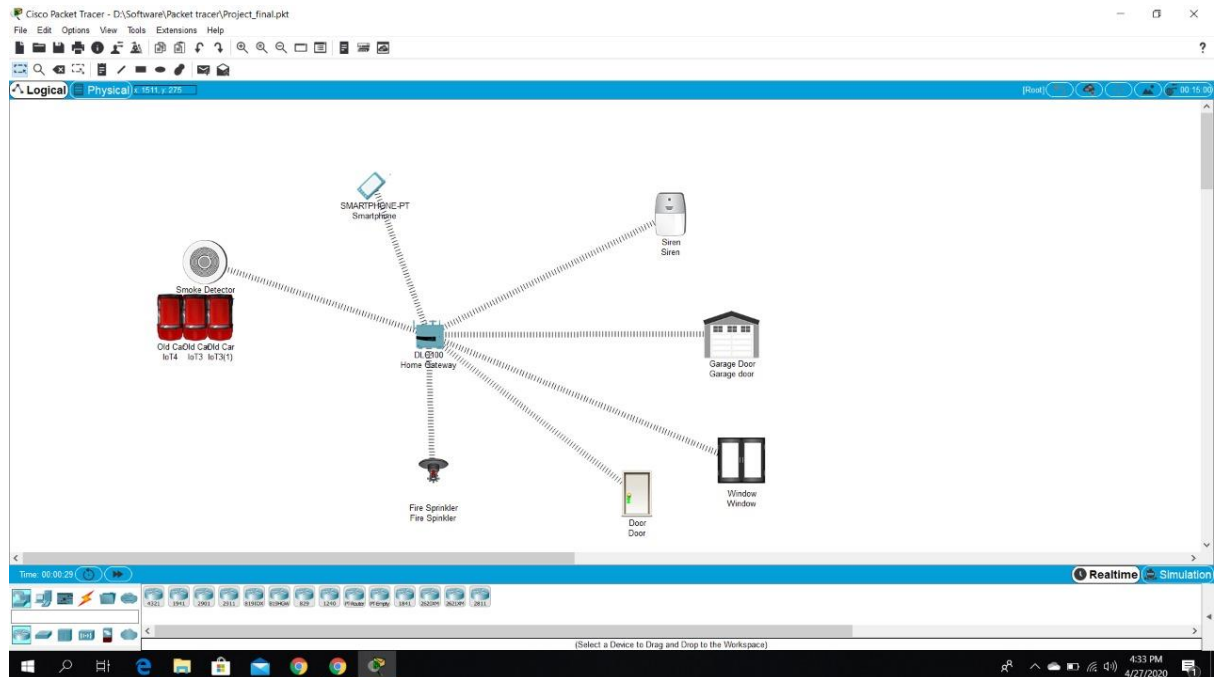 Cisco Packet Tracer - D:\Software\Packet tracer\Project_final.pkt
File Edit Options View Tools Extensions Help
?
Logical Physical x: 1511, y: 275 [Root] 00:15:00
SMARTPHONE-PT
Smartphone
Siren
Siren
Smoke Detector
Old Car Old Car Old Car
IoT4 IoT3 IoT3(1)
DLC100
Home Gateway
Garage Door
Garage door
Window
Window
Fire Sprinkler
Fire Spinkler
Door
Door
Time: 00:00:29 Realtime Simulation
4321 1941 2901 2911 819IOX 819HGW 829 1240 PT-Router PT-Empty 1841 2620XM 2621XM 2811
(Select a Device to Drag and Drop to the Workspace)
4:33 PM
4/27/2020